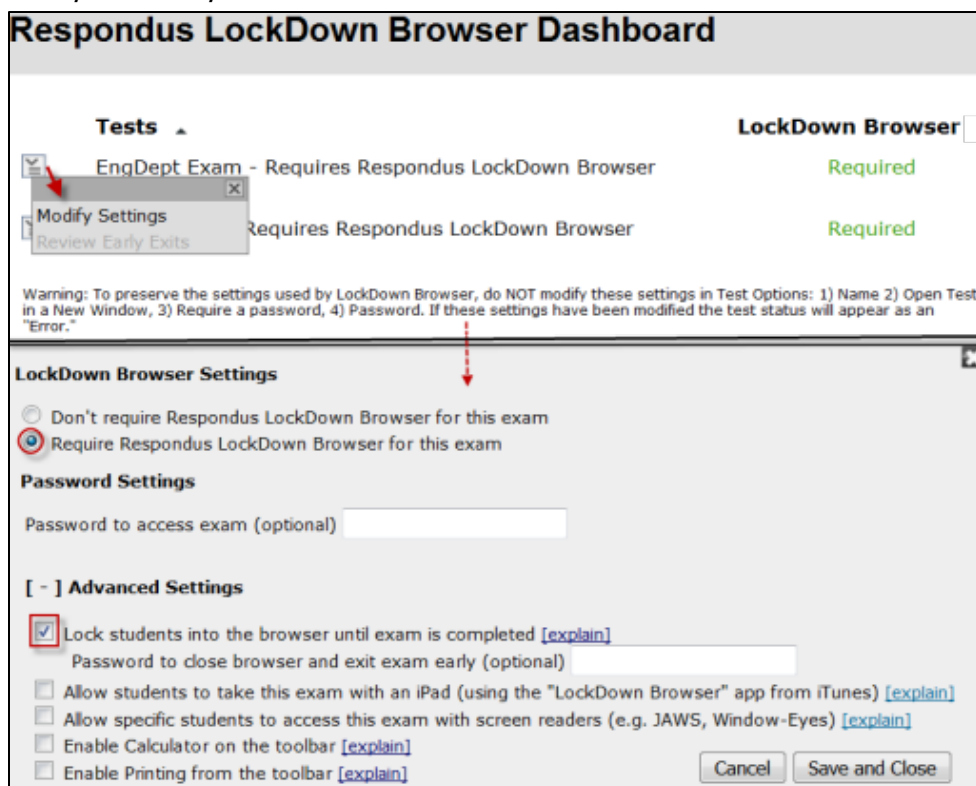 Respondus LockDown Browser Dashboard
Tests
LockDown Browser
EngDept Exam - Requires Respondus LockDown Browser
Required
Modify Settings
Requires Respondus LockDown Browser
Required
Review Early Exits
Warning: To preserve the settings used by LockDown Browser, do NOT modify these settings in Test Options: 1) Name 2) Open Test
in a New Window, 3) Require a password, 4) Password. If these settings have been modified the test status will appear as an
"Error."
LockDown Browser Settings
Don't require Respondus LockDown Browser for this exam
Require Respondus LockDown Browser for this exam
Password Settings
Password to access exam (optional)
[ - ] Advanced Settings
Lock students into the browser until exam is completed [explain]
Password to close browser and exit exam early (optional)
Allow students to take this exam with an iPad (using the "LockDown Browser" app from iTunes) [explain]
Allow specific students to access this exam with screen readers (e.g. JAWS, Window-Eyes) [explain]
Enable Calculator on the toolbar [explain]
Enable Printing from the toolbar [explain]
Cancel Save and Close